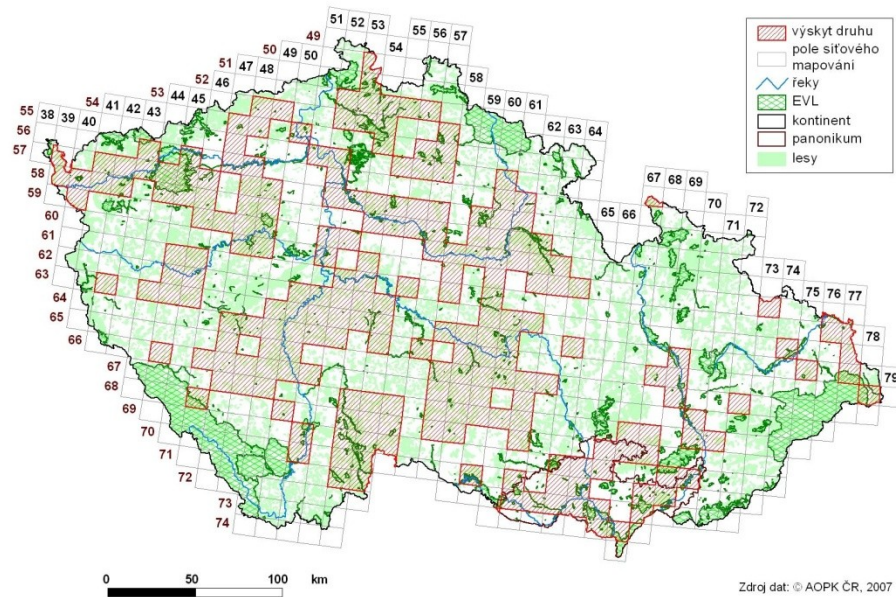 51 52 53
49
54
55 56 57
50
49 50
58
51
47 48
52
46
59 60 61
53
44 45
54
41 42 43
62 63 64
55
38 39 40
56
57
58
59
60
61
62
63
64
65
66
67
68
69
70
71
72
73
74
65 66
67 68 69
70
71
72
73 74
75 76 77
78
79
výskyt druhu
pole síťového
mapování
řeky
EVL
kontinent
panonikum
lesy
0 50 100 km
Zdroj dat: © AOPK ČR, 2007